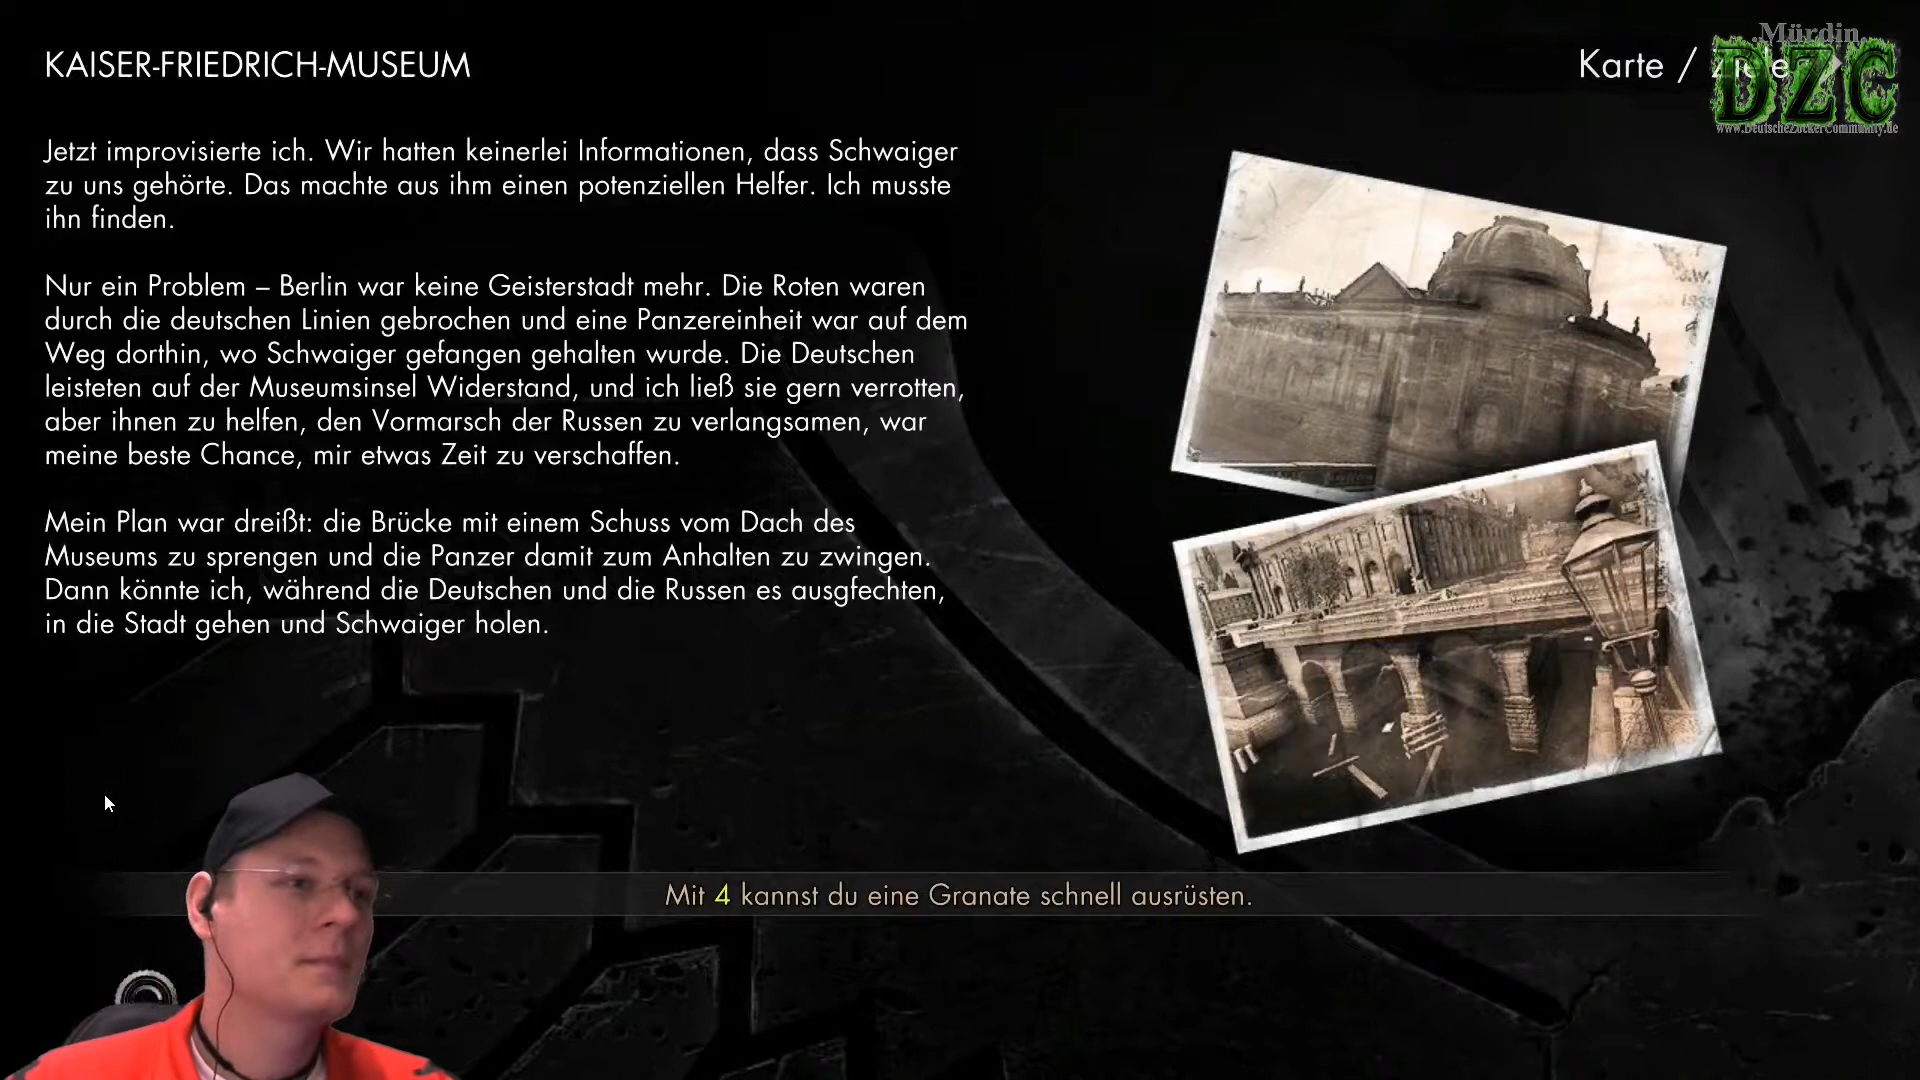 KAISER-FRIEDRICH-MUSEUM
Karte / Ziele
.Mürdin.
DZC
www.DeutscheZockerCommunity.de
Jetzt improvisierte ich. Wir hatten keinerlei Informationen, dass Schwaiger
zu uns gehörte. Das machte aus ihm einen potenziellen Helfer. Ich musste
ihn finden.
Nur ein Problem – Berlin war keine Geisterstadt mehr. Die Roten waren
durch die deutschen Linien gebrochen und eine Panzereinheit war auf dem
Weg dorthin, wo Schwaiger gefangen gehalten wurde. Die Deutschen
leisteten auf der Museumsinsel Widerstand, und ich ließ sie gern verrotten,
aber ihnen zu helfen, den Vormarsch der Russen zu verlangsamen, war
meine beste Chance, mir etwas Zeit zu verschaffen.
Mein Plan war dreißt: die Brücke mit einem Schuss vom Dach des
Museums zu sprengen und die Panzer damit zum Anhalten zu zwingen.
Dann könnte ich, während die Deutschen und die Russen es ausgfechten,
in die Stadt gehen und Schwaiger holen.
Mit 4 kannst du eine Granate schnell ausrüsten.